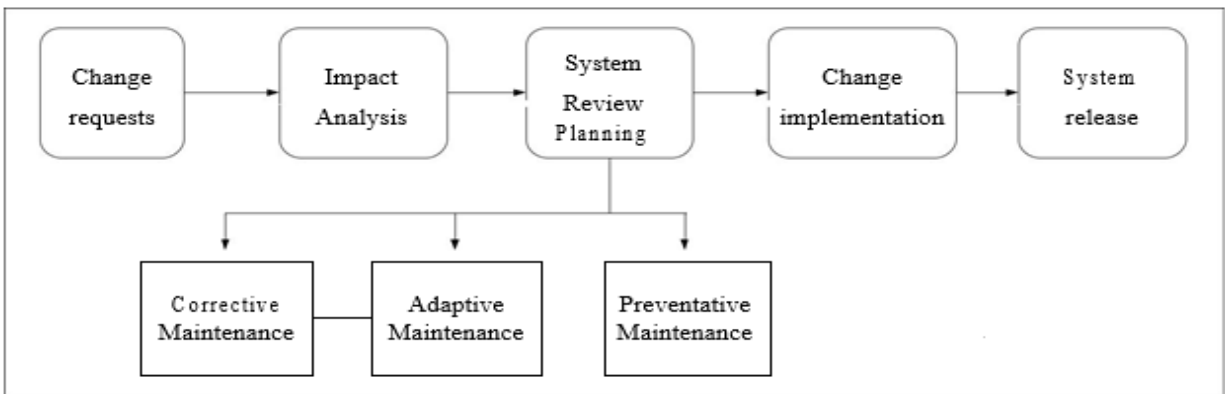 Change
requests
Impact
Analysis
System
Review
Planning
Change
implementation
System
release
Corrective
Maintenance
Adaptive
Maintenance
Preventative
Maintenance